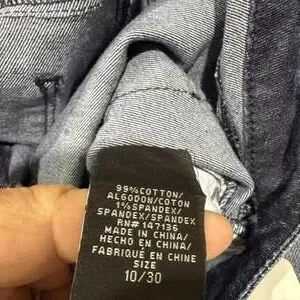 99% COTTON/
ALGODON/COTON
1% SPANDEX/
SPANDEX/SPANDEX
RN# 147136
MADE IN CHINA/
HECHO EN CHINA/
FABRIQUÉ EN CHINE
SIZE
10/30